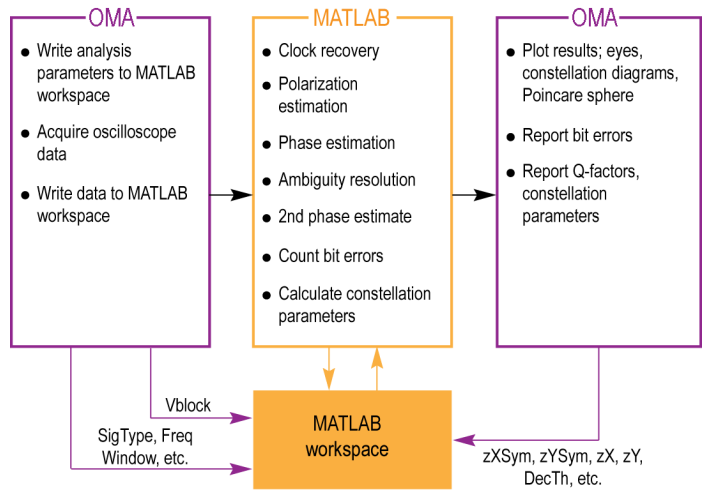 OMA
● Write analysis
parameters to MATLAB
workspace
● Acquire oscilloscope
data
● Write data to MATLAB
workspace
MATLAB
● Clock recovery
● Polarization
estimation
● Phase estimation
● Ambiguity resolution
● 2nd phase estimate
● Count bit errors
● Calculate constellation
parameters
OMA
● Plot results; eyes,
constellation diagrams,
Poincare sphere
● Report bit errors
● Report Q-factors,
constellation
parameters
Vblock
SigType, Freq
Window, etc.
MATLAB
workspace
zXSym, zYSym, zX, zY,
DecTh, etc.